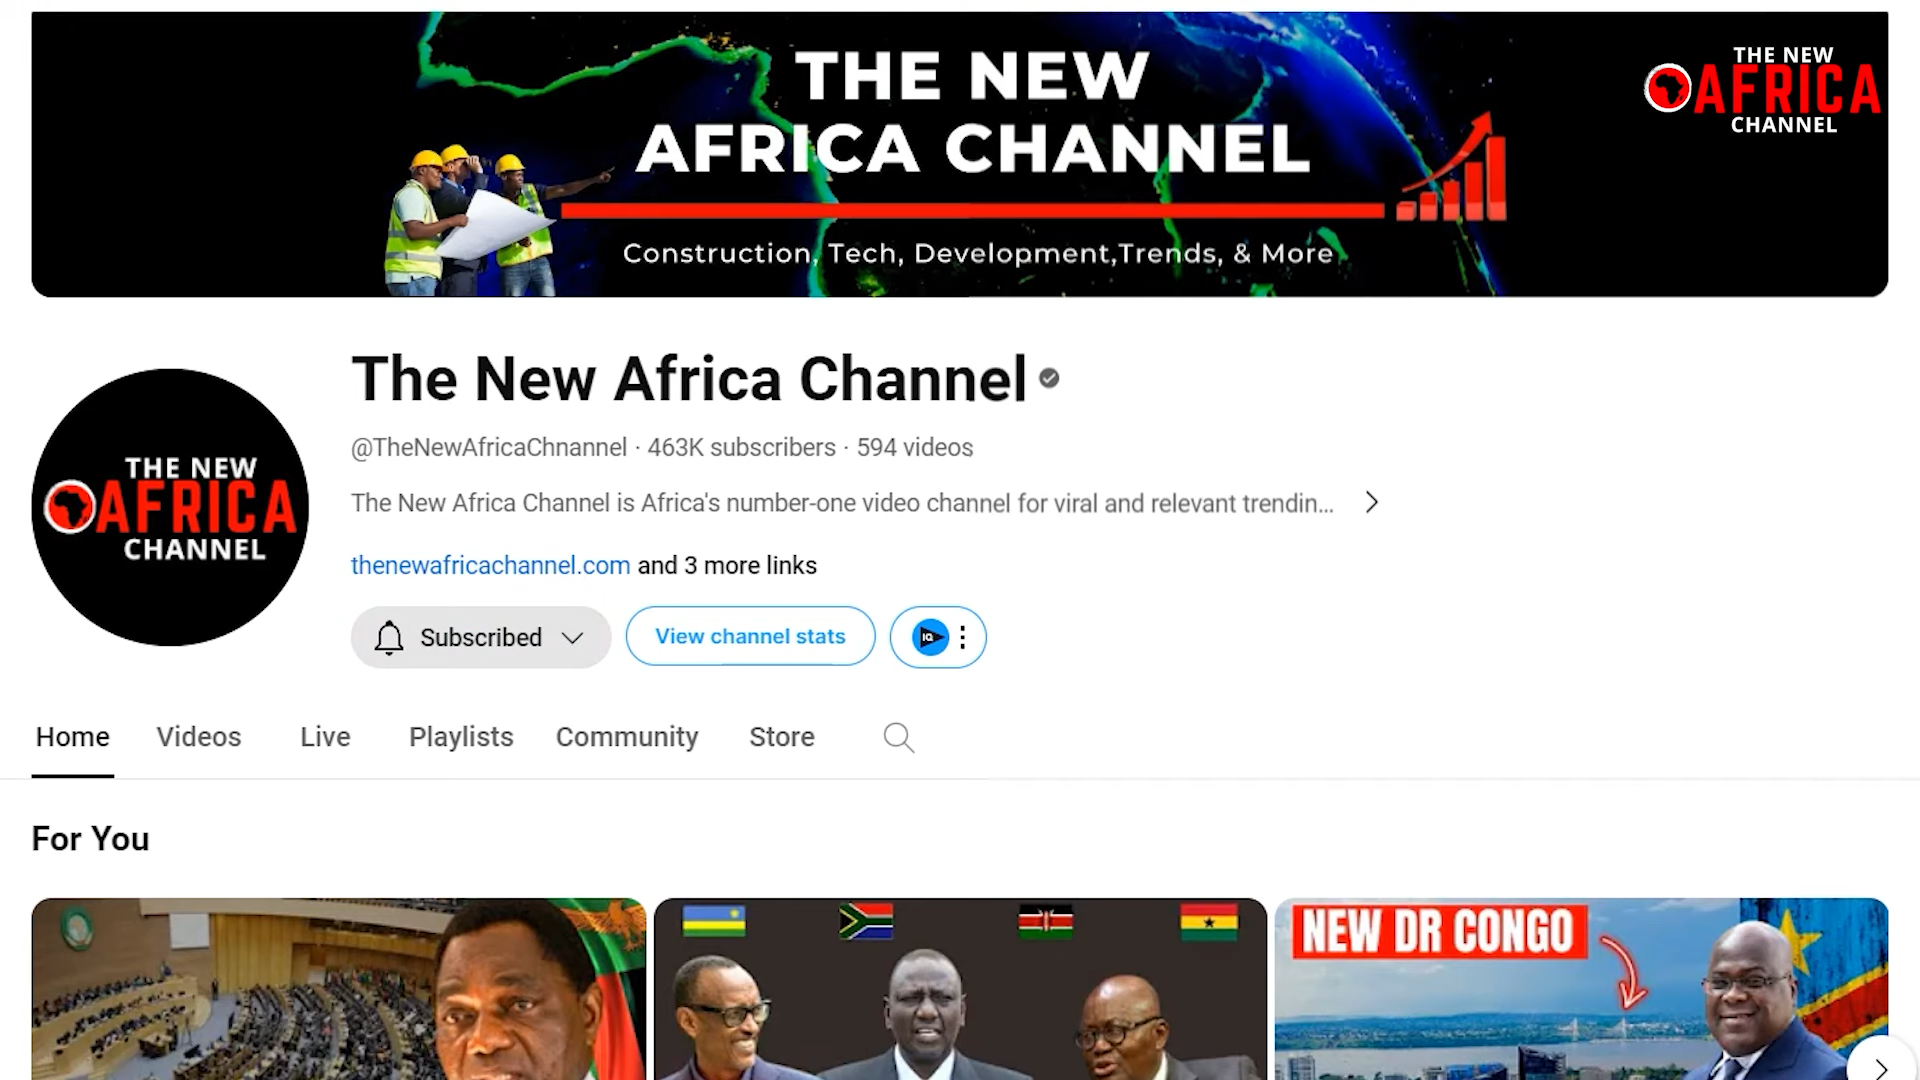 THE NEW
AFRICA CHANNEL
Construction, Tech, Development,Trends, & More
THE NEW
AFRICA
CHANNEL
THE NEW
AFRICA
CHANNEL
The New Africa Channel
@TheNewAfricaChnannel · 463K subscribers · 594 videos
The New Africa Channel is Africa's number-one video channel for viral and relevant trendin...
thenewafricachannel.com and 3 more links
Subscribed
View channel stats
IQ
Home Videos Live Playlists Community Store
For You
NEW DR CONGO